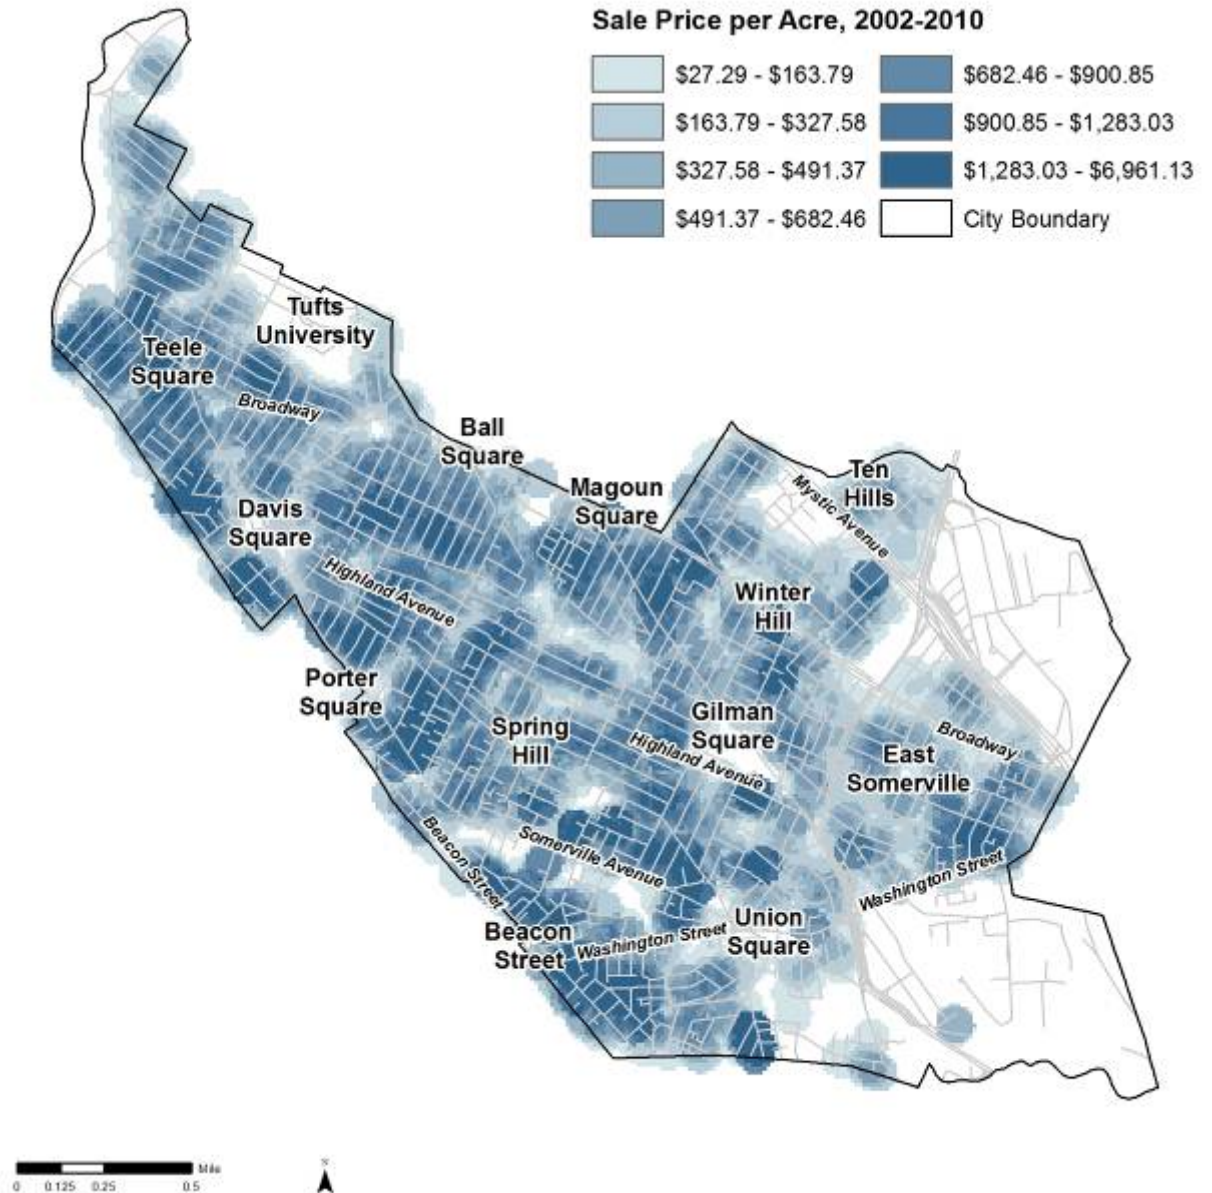 Sale Price per Acre, 2002-2010
$27.29 - $163.79
$163.79 - $327.58
$327.58 - $491.37
$491.37 - $682.46
$682.46 - $900.85
$900.85 - $1,283.03
$1,283.03 - $6,961.13
City Boundary
Tufts
University
Teele
Square
Broadway
Ball
Square
Magoun
Square
Ten
Hills
Mystic Avenue
Davis
Square
Highland Avenue
Winter
Hill
Porter
Square
Spring
Hill
Gilman
Square
Highland Avenue
Broadway
East
Somerville
Beacon Street
Somerville Avenue
Washington Street
Union
Square
Beacon
Street
Washington Street
Mile
0 0.125 0.25 0.5
N